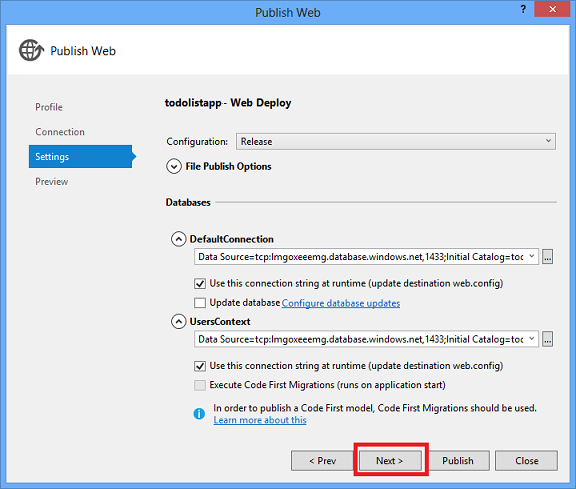 Publish Web
?
Publish Web
Profile
Connection
Settings
Preview
todolistapp - Web Deploy
Configuration: Release
File Publish Options
Databases
DefaultConnection
Data Source=tcp:lmgoxeeemg.database.windows.net,1433;Initial Catalog=toc
...
Use this connection string at runtime (update destination web.config)
Update database Configure database updates
UsersContext
Data Source=tcp:lmgoxeeemg.database.windows.net,1433;Initial Catalog=toc
...
Use this connection string at runtime (update destination web.config)
Execute Code First Migrations (runs on application start)
In order to publish a Code First model, Code First Migrations should be used.
Learn more about this
< Prev Next > Publish Close